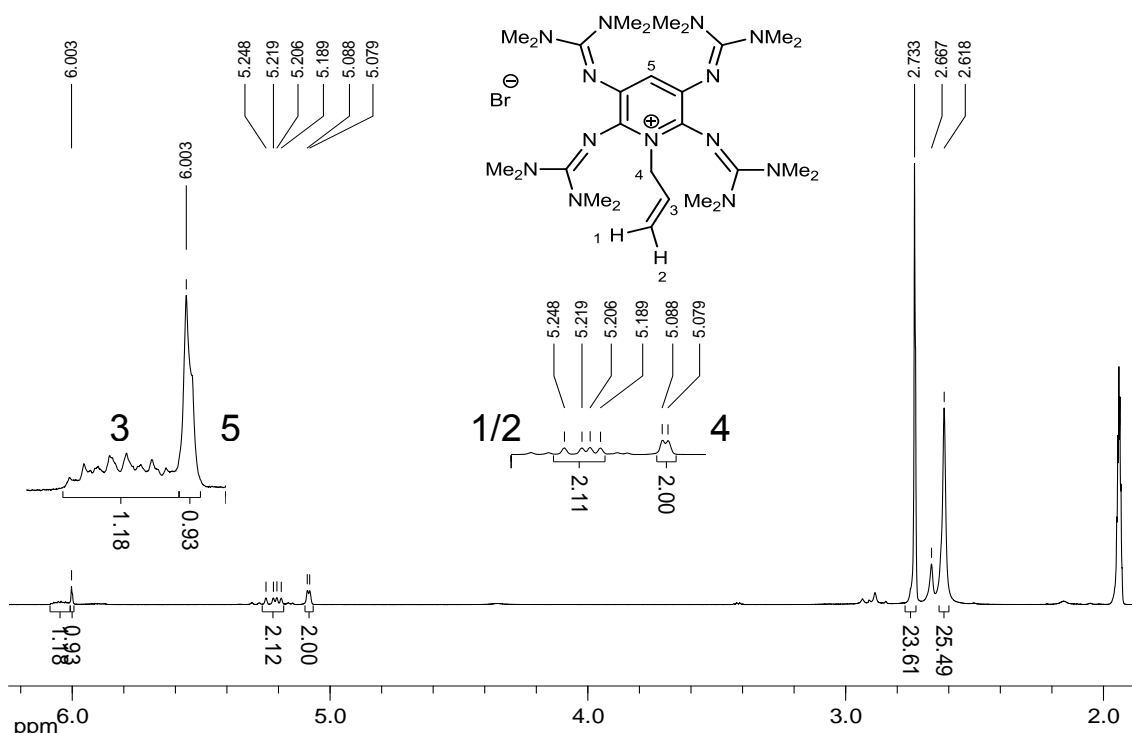 6.003
5.248
5.219
5.206
5.189
5.088
5.079
2.733
2.667
2.618
NMe2 NMe2
Me2N NMe2
Me2N NMe2
N 5 N
Br ⊖
N N ⊕ N
Me2N NMe2
NMe2 4 Me2N
3
1 H
H
2
6.003
5.248
5.219
5.206
5.189
5.088
5.079
3 5
1/2 4
1.18
0.93
2.11
2.00
1.18
0.93
2.12
2.00
23.61
25.49
6.0 5.0 4.0 3.0 2.0
ppm